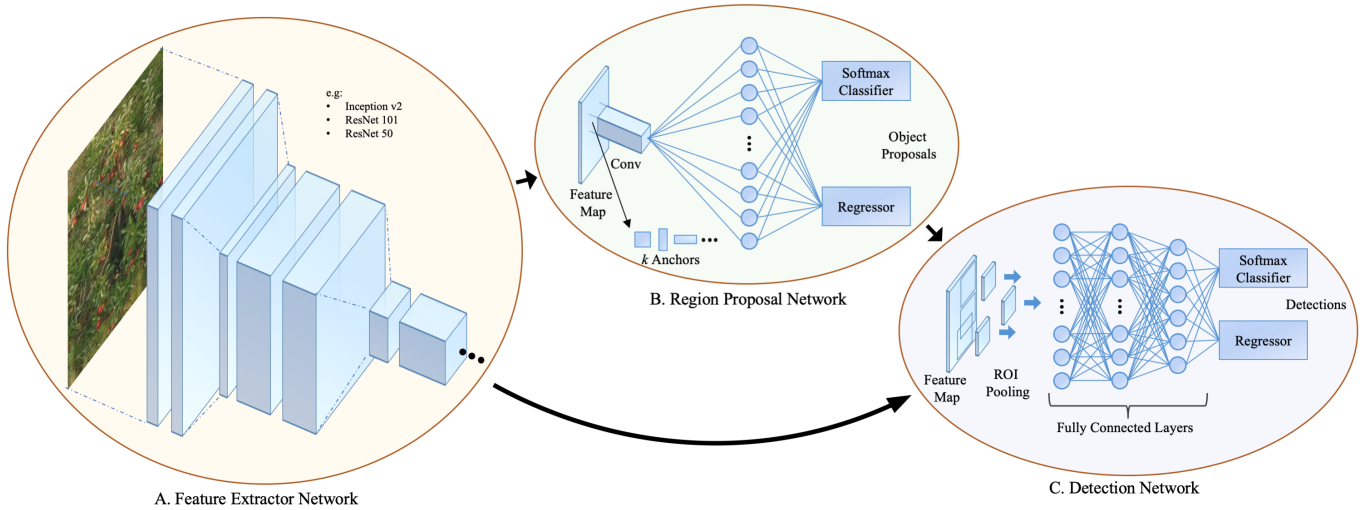 e.g:
• Inception v2
• ResNet 101
• ResNet 50
A. Feature Extractor Network
Conv
Feature
Map
k Anchors
Softmax
Classifier
Object
Proposals
Regressor
B. Region Proposal Network
Feature
Map
ROI
Pooling
Fully Connected Layers
Softmax
Classifier
Detections
Regressor
C. Detection Network